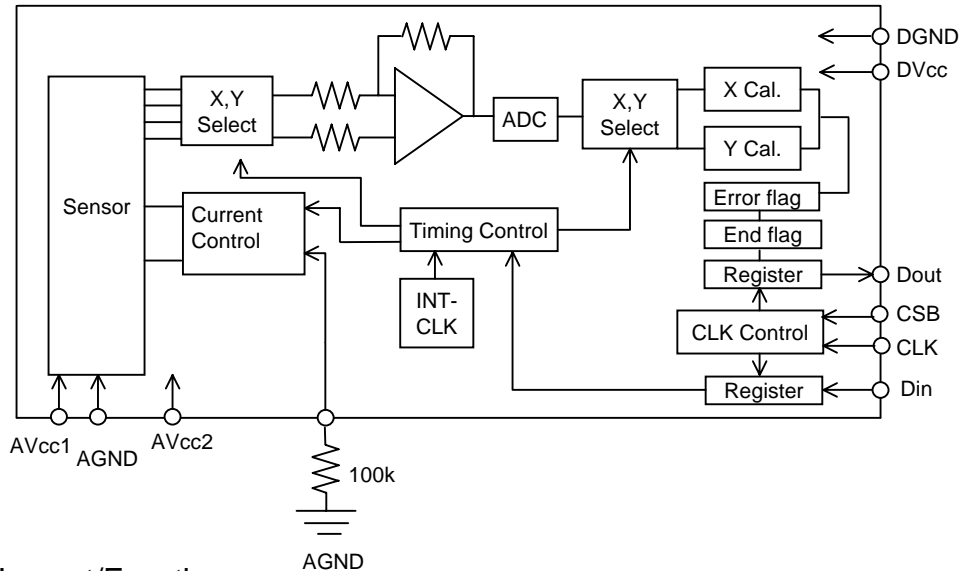 DGND
DVcc
X,Y
Select
ADC
X,Y
Select
X Cal.
Y Cal.
Sensor
Current
Control
Timing Control
Error flag
End flag
Register
Dout
INT-
CLK
CLK Control
CSB
CLK
Register
Din
AVcc1
AGND
AVcc2
100k
AGND